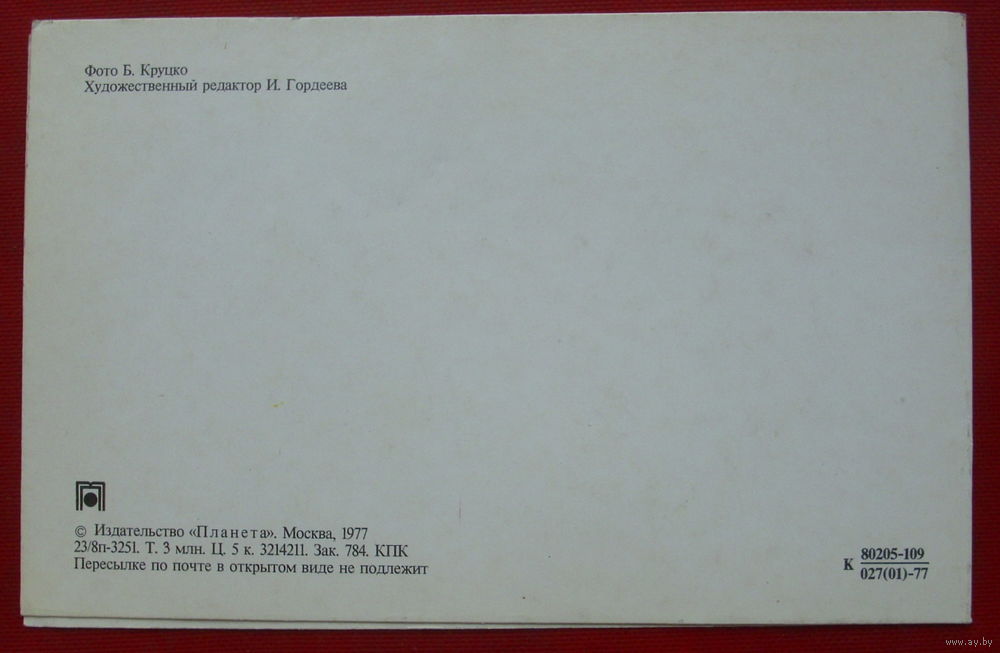 Фото Б. Круцко
Художественный редактор И. Гордеева
© Издательство «Планета». Москва, 1977
23/8п-3251. Т. 3 млн. Ц. 5 к. 3214211. Зак. 784. КПК
Пересылке по почте в открытом виде не подлежит
К 80205-109
027(01)-77
www.ay.by